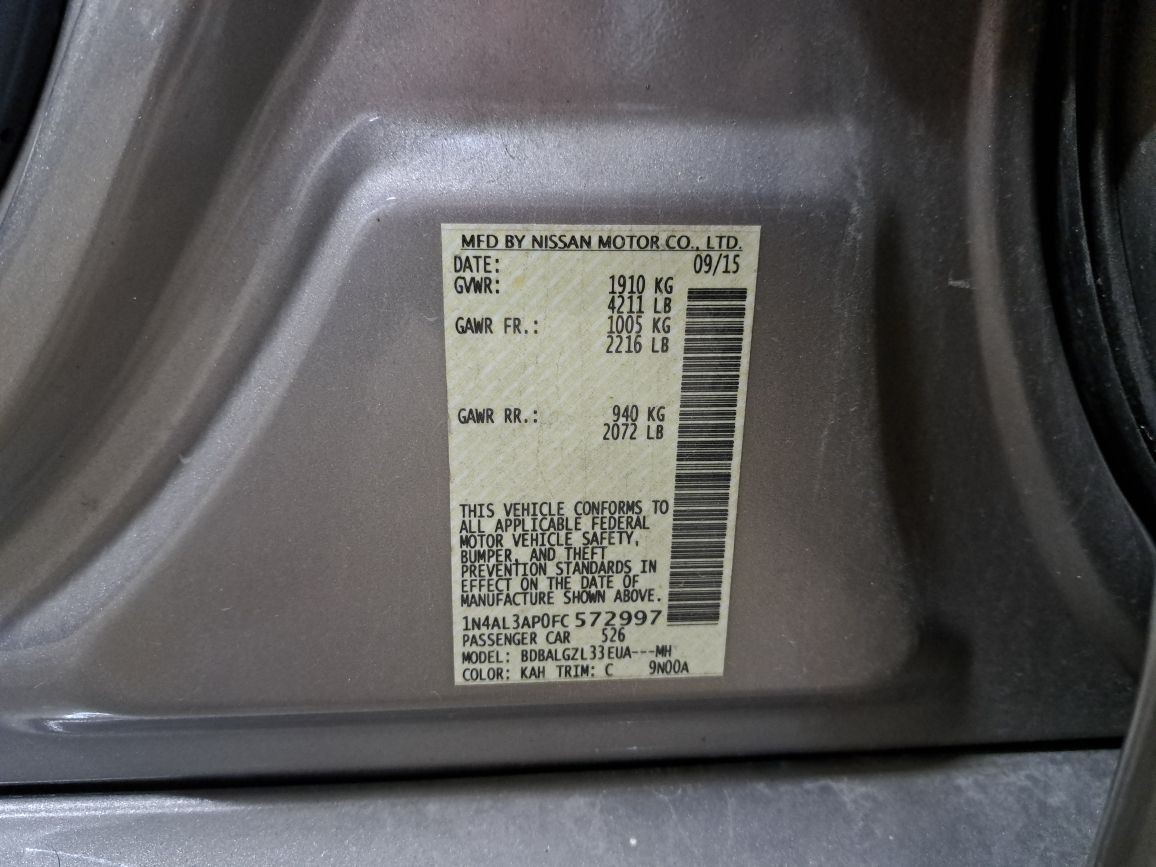 MFD BY NISSAN MOTOR CO., LTD.
DATE: 09/15
GVWR: 1910 KG
4211 LB
GAWR FR.: 1005 KG
2216 LB
GAWR RR.: 940 KG
2072 LB
THIS VEHICLE CONFORMS TO
ALL APPLICABLE FEDERAL
MOTOR VEHICLE SAFETY,
BUMPER, AND THEFT
PREVENTION STANDARDS IN
EFFECT ON THE DATE OF
MANUFACTURE SHOWN ABOVE.
1N4AL3AP0FC572997
PASSENGER CAR 526
MODEL: BDBALGZL33EUA---MH
COLOR: KAH TRIM: C 9N00A